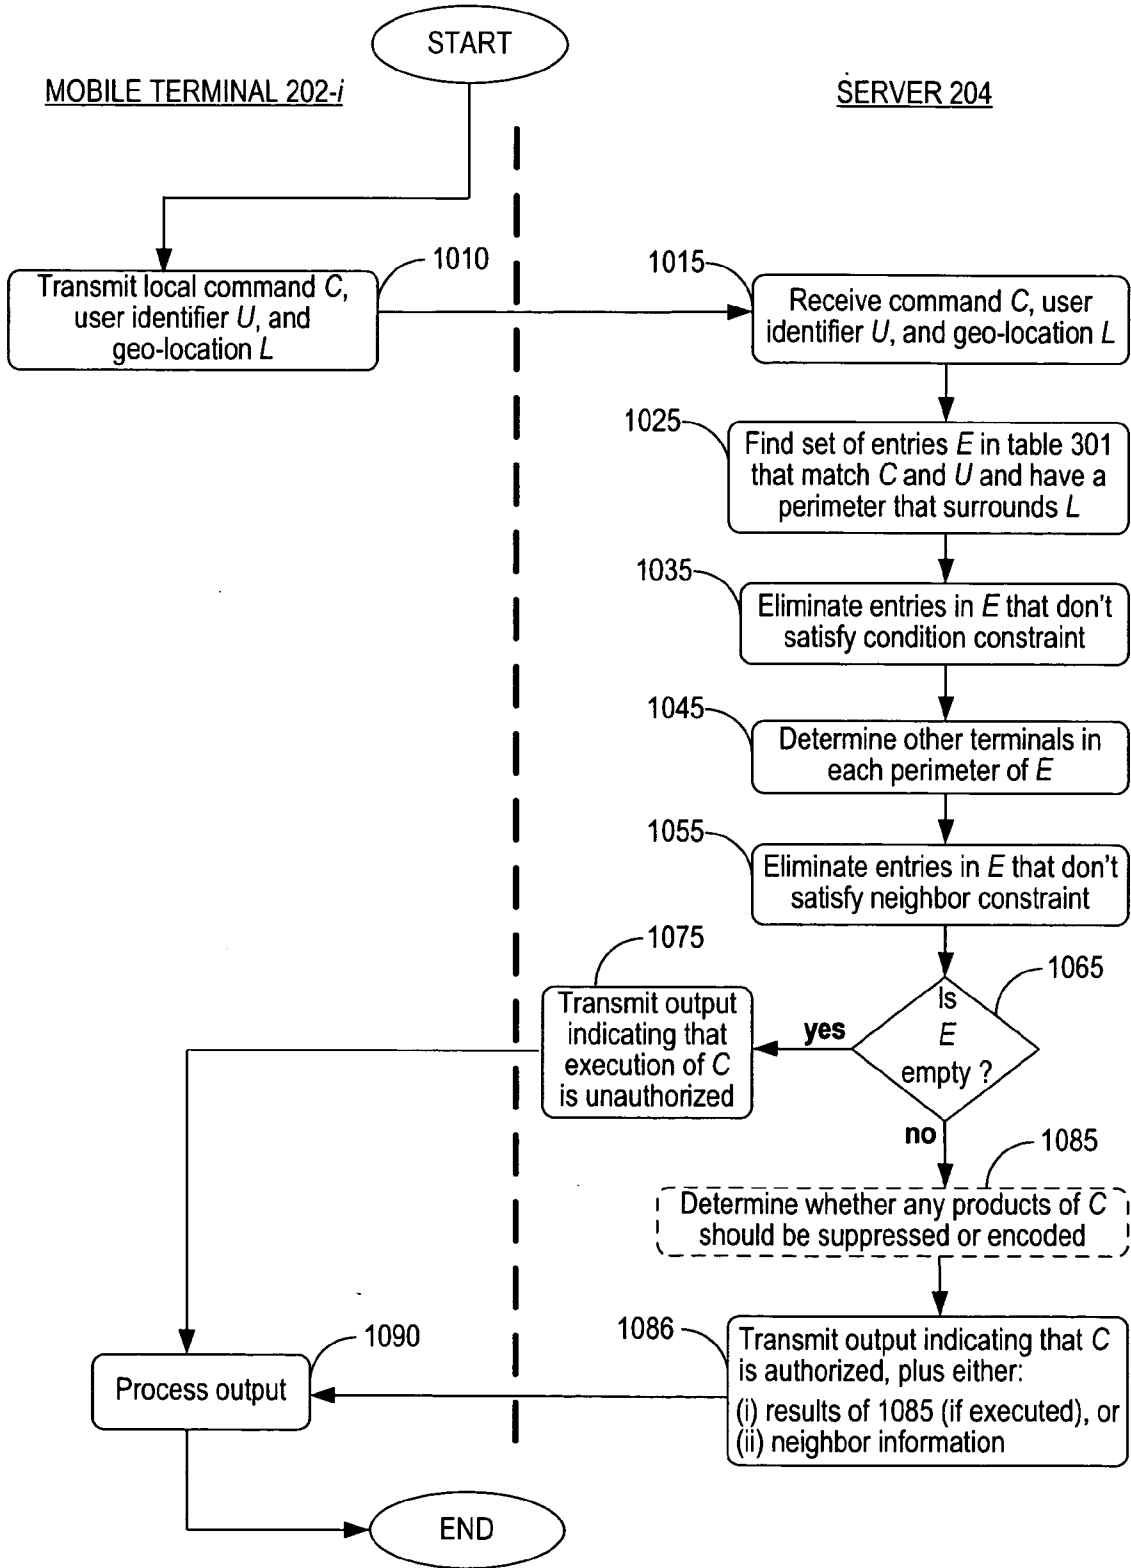 START
MOBILE TERMINAL 202-i
SERVER 204
1010
Transmit local command C,
user identifier U, and
geo-location L
1015
Receive command C, user
identifier U, and geo-location L
1025
Find set of entries E in table 301
that match C and U and have a
perimeter that surrounds L
1035
Eliminate entries in E that don't
satisfy condition constraint
1045
Determine other terminals in
each perimeter of E
1055
Eliminate entries in E that don't
satisfy neighbor constraint
1065
Is
E
empty ?
yes
1075
Transmit output
indicating that
execution of C
is unauthorized
no
1085
Determine whether any products of C
should be suppressed or encoded
1086
Transmit output indicating that C
is authorized, plus either:
(i) results of 1085 (if executed), or
(ii) neighbor information
1090
Process output
END